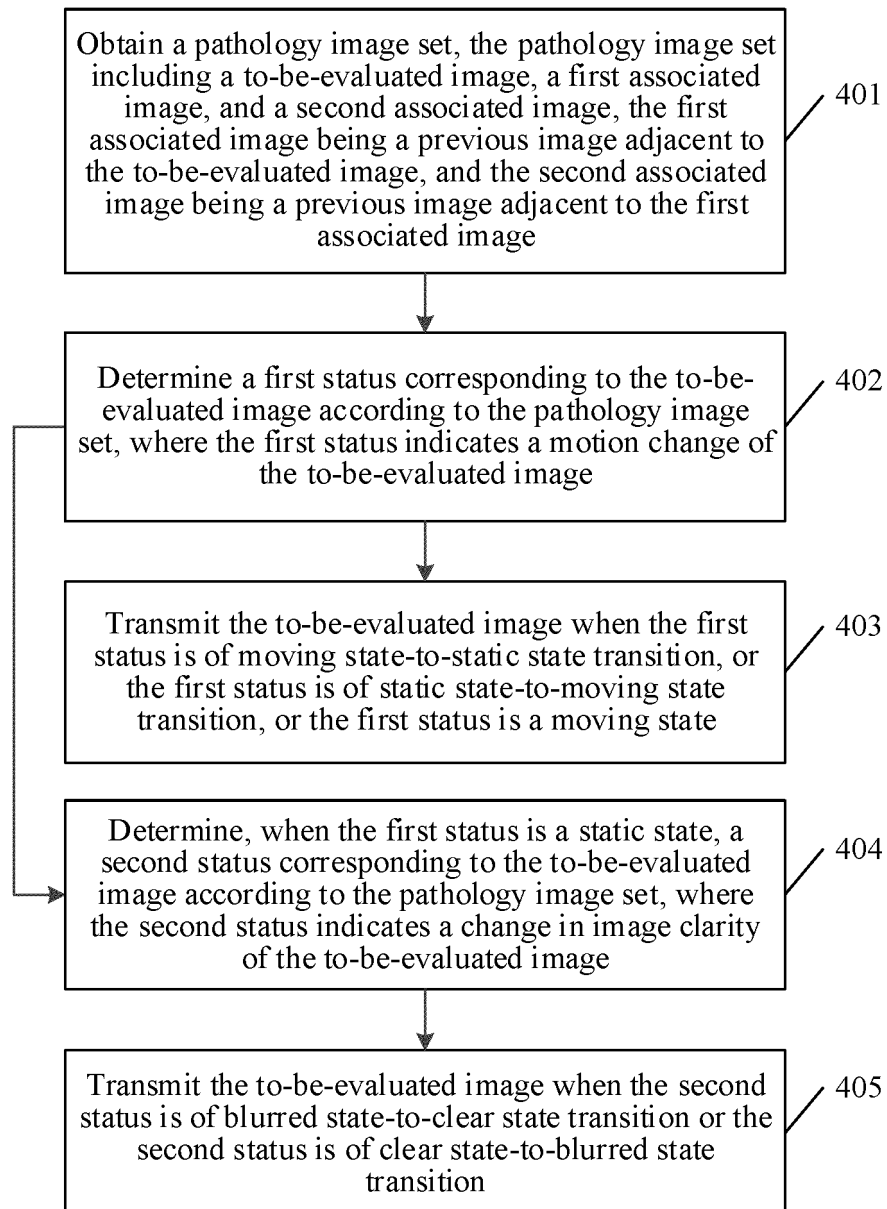 Obtain a pathology image set, the pathology image set
including a to-be-evaluated image, a first associated
image, and a second associated image, the first
associated image being a previous image adjacent to
the to-be-evaluated image, and the second associated
image being a previous image adjacent to the first
associated image
401
Determine a first status corresponding to the to-be-
evaluated image according to the pathology image
set, where the first status indicates a motion change of
the to-be-evaluated image
402
Transmit the to-be-evaluated image when the first
status is of moving state-to-static state transition, or
the first status is of static state-to-moving state
transition, or the first status is a moving state
403
Determine, when the first status is a static state, a
second status corresponding to the to-be-evaluated
image according to the pathology image set, where
the second status indicates a change in image clarity
of the to-be-evaluated image
404
Transmit the to-be-evaluated image when the second
status is of blurred state-to-clear state transition or the
second status is of clear state-to-blurred state
transition
405